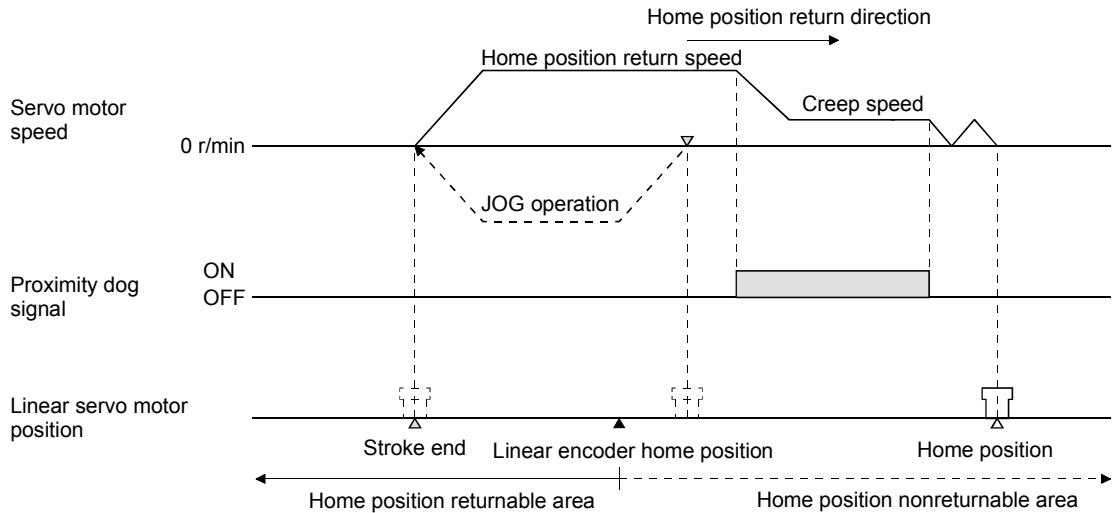 Home position return direction
Home position return speed
Servo motor
speed
Creep speed
0 r/min
JOG operation
Proximity dog
signal
ON
OFF
Linear servo motor
position
Stroke end
Linear encoder home position
Home position
Home position returnable area
Home position nonreturnable area